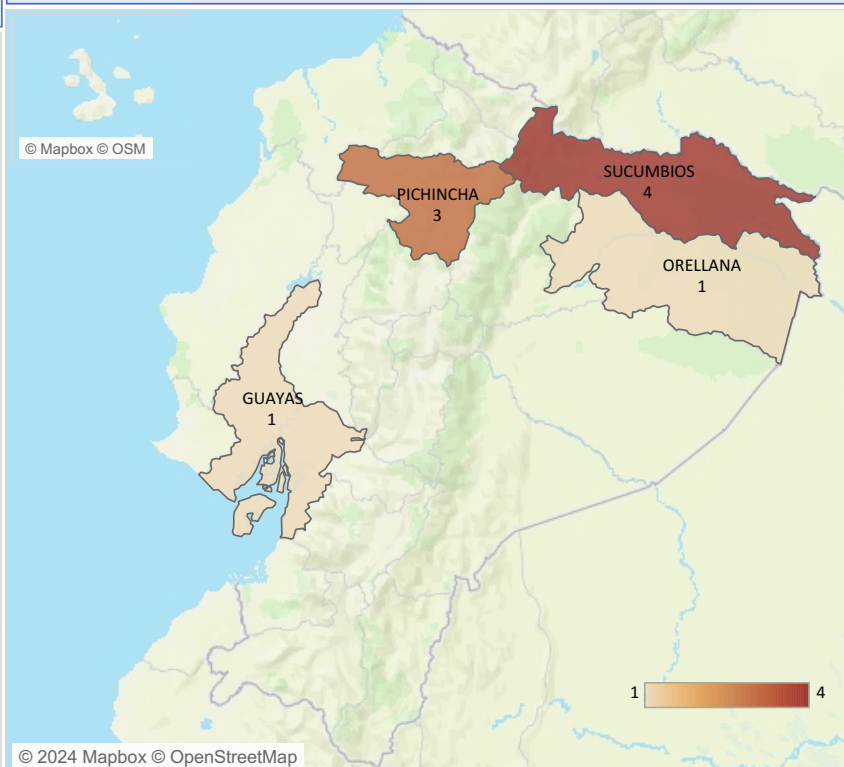 © Mapbox © OSM
SUCUMBIOS
4
PICHINCHA
3
ORELLANA
1
GUAYAS
1
1
4
© 2024 Mapbox © OpenStreetMap